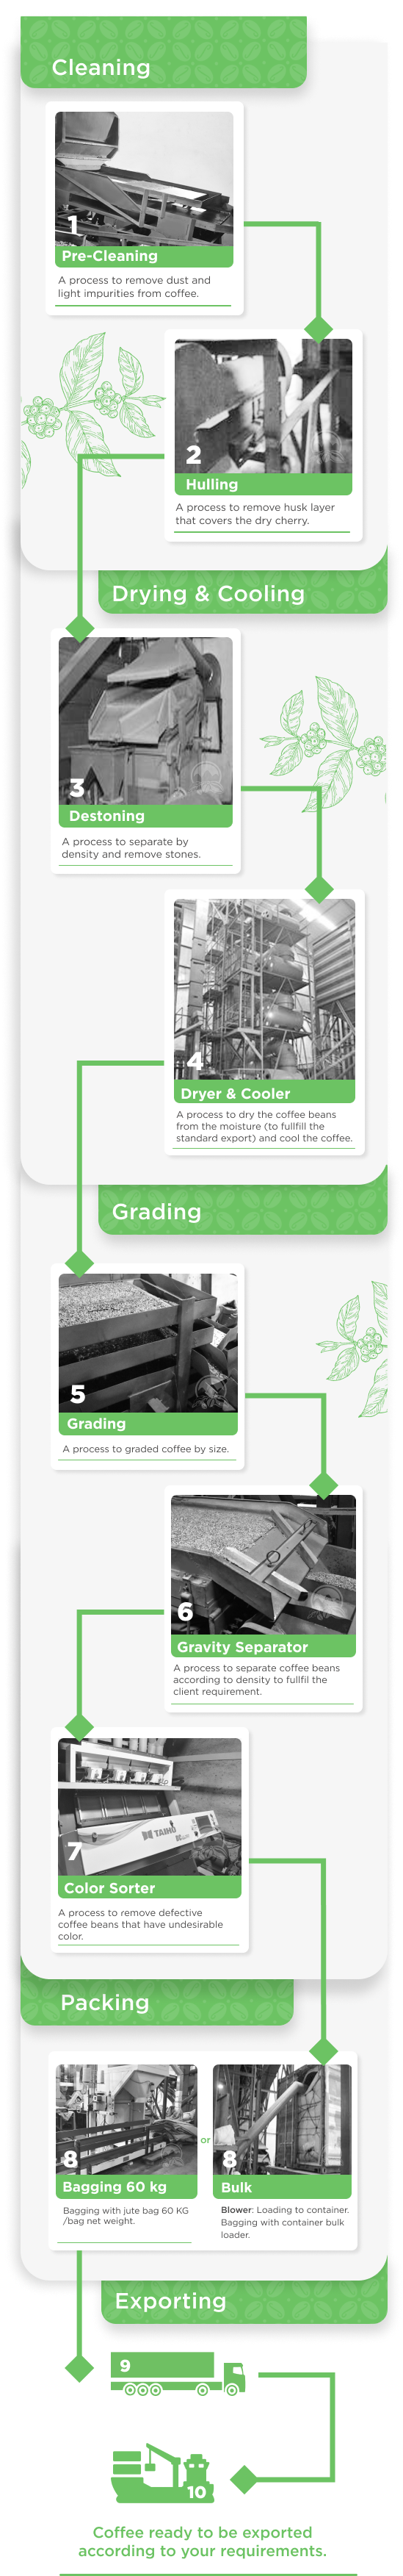 Cleaning
1
Pre-Cleaning
A process to remove dust and
light impurities from coffee.
2
Hulling
A process to remove husk layer
that covers the dry cherry.
Drying & Cooling
3
Destoning
A process to separate by
density and remove stones.
4
Dryer & Cooler
A process to dry the coffee beans
from the moisture (to fullfill the
standard export) and cool the coffee.
Grading
5
Grading
A process to graded coffee by size.
6
Gravity Separator
A process to separate coffee beans
according to density to fullfil the
client requirement.
7
TAIHO
Color Sorter
A process to remove defective
coffee beans that have undesirable
color.
Packing
8
Bagging 60 kg
Bagging with jute bag 60 KG
/bag net weight.
or
8
Bulk
Blower: Loading to container.
Bagging with container bulk
loader.
Exporting
9
10
Coffee ready to be exported
according to your requirements.